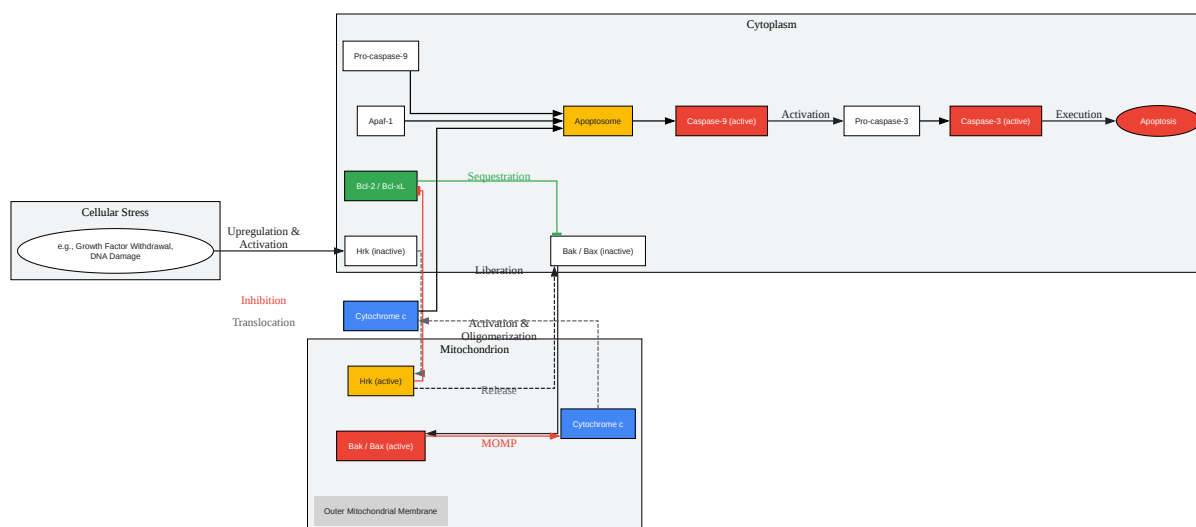 Cytoplasm
Pro-caspase-9
Apaf-1
Apoptosome
Caspase-9 (active)
Activation
Pro-caspase-3
Caspase-3 (active)
Execution
Apoptosis
Bcl-2 / Bcl-xL
Sequestration
Cellular Stress
e.g., Growth Factor Withdrawal,
DNA Damage
Upregulation &
Activation
Hrk (inactive)
Bak / Bax (inactive)
Liberation
Inhibition
Translocation
Cytochrome c
Activation &
Oligomerization
Mitochondrion
Hrk (active)
Release
Cytochrome c
Bak / Bax (active)
MOMP
Outer Mitochondrial Membrane